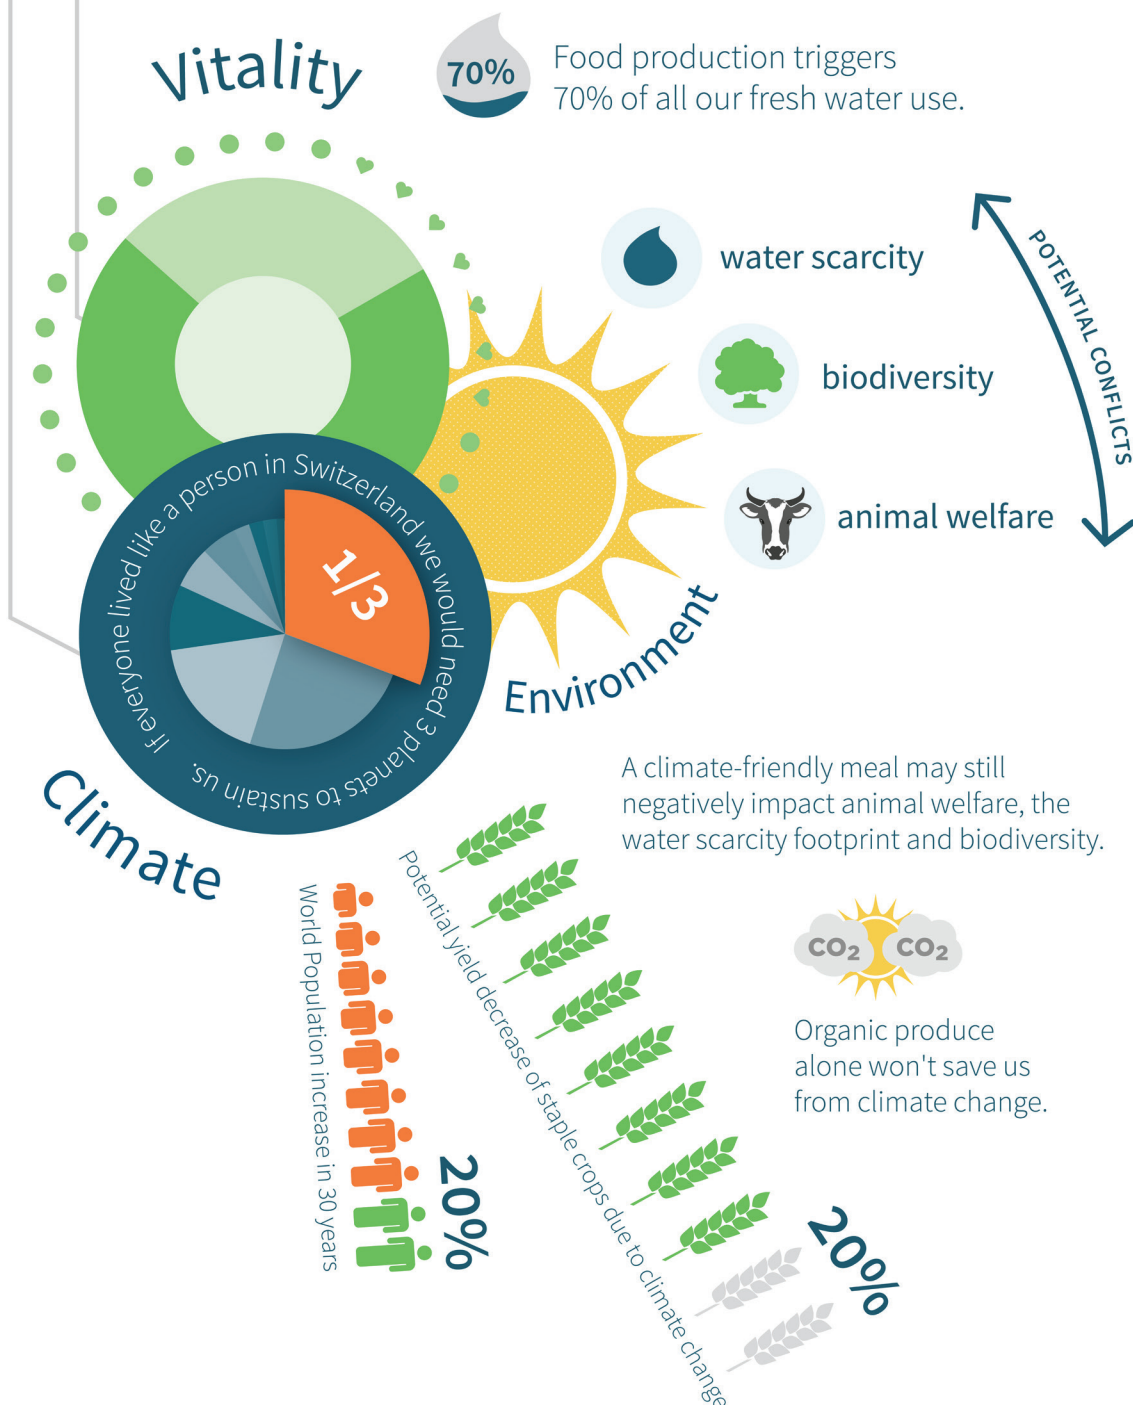 Vitality
70%
Food production triggers
70% of all our fresh water use.
water scarcity
biodiversity
animal welfare
POTENTIAL CONFLICTS
If everyone lived like a person in Switzerland we would need 3 planets to sustain us.
1/3
Environment
Climate
A climate-friendly meal may still
negatively impact animal welfare, the
water scarcity footprint and biodiversity.
CO₂ CO₂
Organic produce
alone won't save us
from climate change.
World Population increase in 30 years
20%
Potential yield decrease of staple crops due to climate change
20%